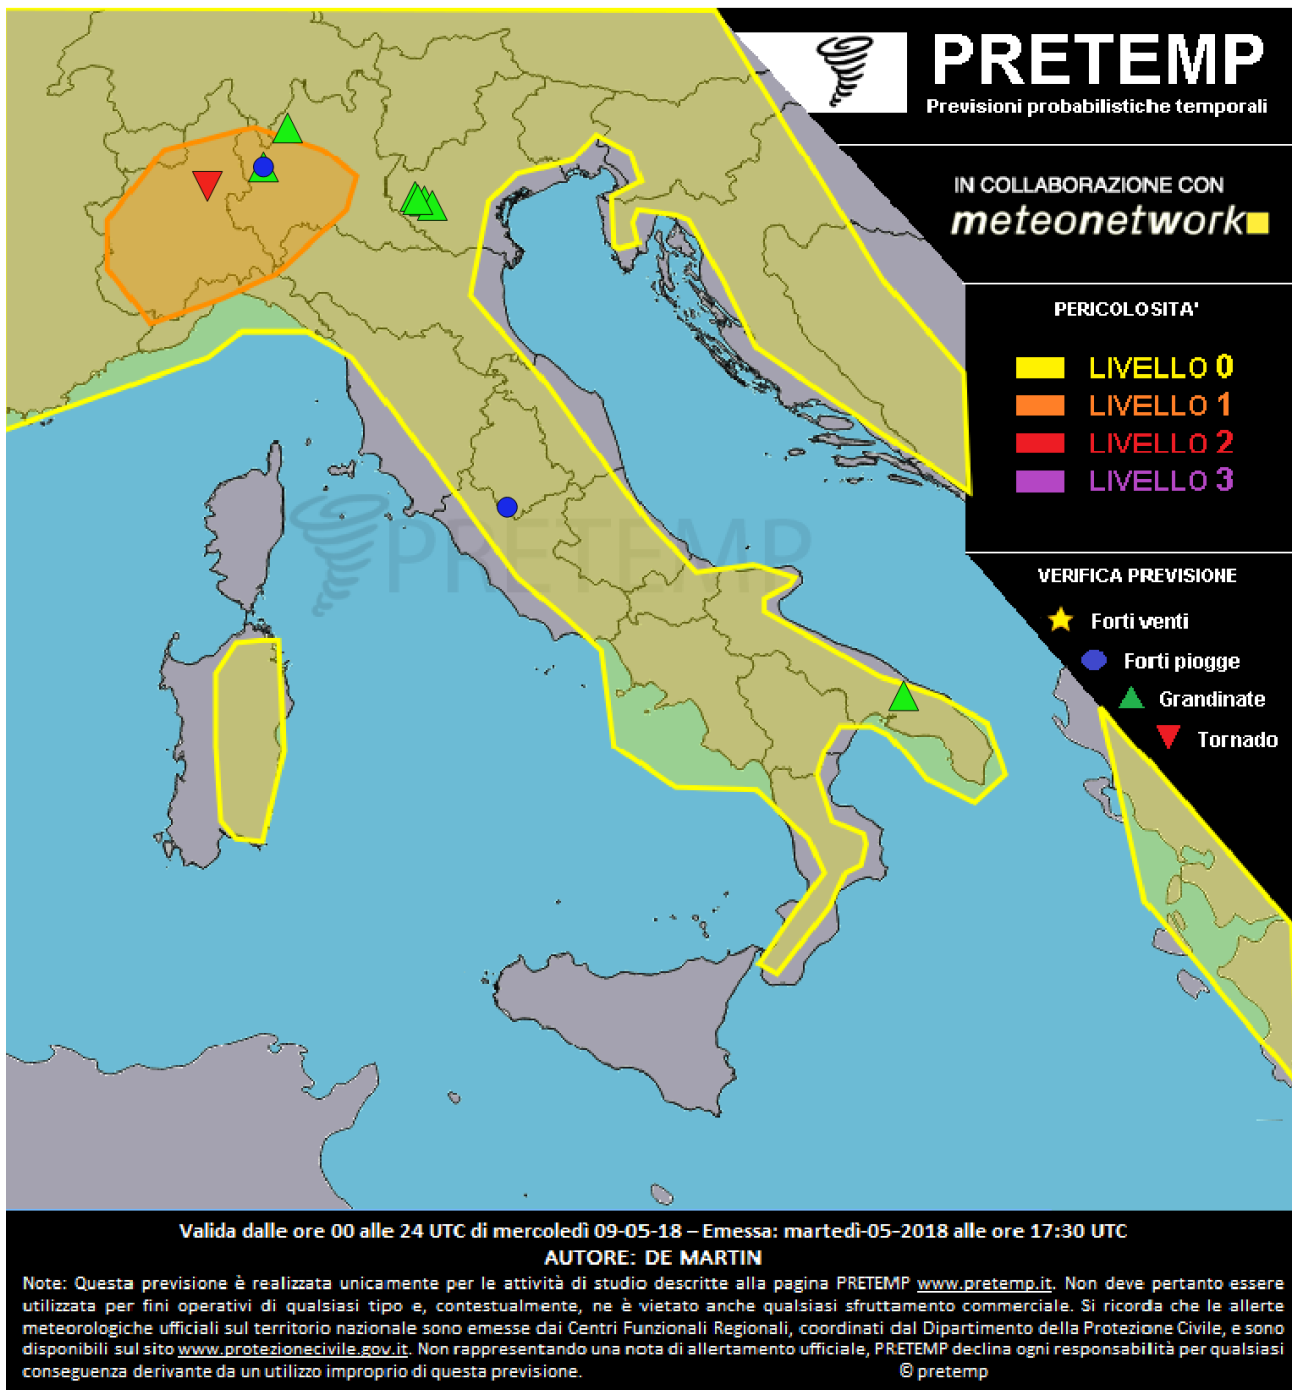 PRETEMP
Previsioni probabilistiche temporali
IN COLLABORAZIONE CON
meteonetwork
PERICOLOSITA'
LIVELLO 0
LIVELLO 1
LIVELLO 2
LIVELLO 3
PRETEMP
VERIFICA PREVISIONE
Forti venti
Forti piogge
Grandinate
Tornado
Valida dalle ore 00 alle 24 UTC di mercoledì 09-05-18 – Emessa: martedì-05-2018 alle ore 17:30 UTC
AUTORE: DE MARTIN
Note: Questa previsione è realizzata unicamente per le attività di studio descritte alla pagina PRETEMP www.pretemp.it. Non deve pertanto essere
utilizzata per fini operativi di qualsiasi tipo e, contestualmente, ne è vietato anche qualsiasi sfruttamento commerciale. Si ricorda che le allerte
meteorologiche ufficiali sul territorio nazionale sono emesse dai Centri Funzionali Regionali, coordinati dal Dipartimento della Protezione Civile, e sono
disponibili sul sito www.protezionecivile.gov.it. Non rappresentando una nota di allertamento ufficiale, PRETEMP declina ogni responsabilità per qualsiasi
conseguenza derivante da un utilizzo improprio di questa previsione. © pretemp